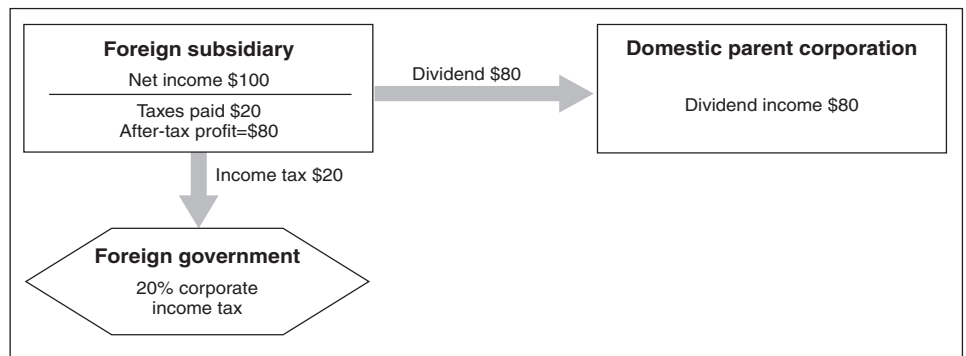 Foreign subsidiary
Net income $100
Taxes paid $20
After-tax profit=$80
Dividend $80
Domestic parent corporation
Dividend income $80
Income tax $20
Foreign government
20% corporate
income tax